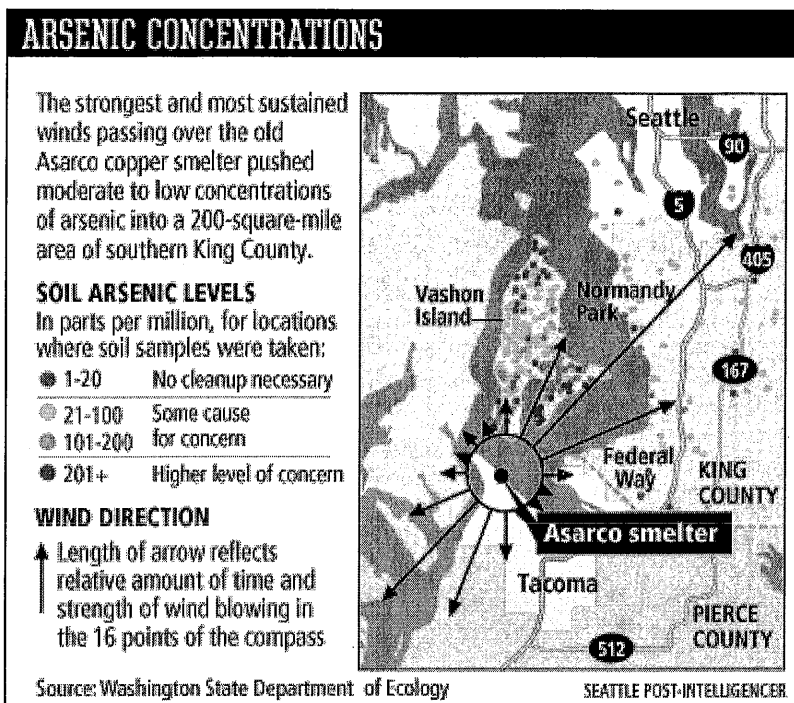 ARSENIC CONCENTRATIONS
The strongest and most sustained
winds passing over the old
Asarco copper smelter pushed
moderate to low concentrations
of arsenic into a 200-square-mile
area of southern King County.
SOIL ARSENIC LEVELS
In parts per million, for locations
where soil samples were taken:
1-20 No cleanup necessary
21-100 Some cause
101-200 for concern
201+ Higher level of concern
WIND DIRECTION
Length of arrow reflects
relative amount of time and
strength of wind blowing in
the 16 points of the compass
Seattle
90
5
405
Vashon
Island
Normandy
Park
167
Federal
Way
KING
COUNTY
Asarco smelter
Tacoma
PIERCE
COUNTY
512
Source: Washington State Department of Ecology
SEATTLE POST-INTELLIGENCER